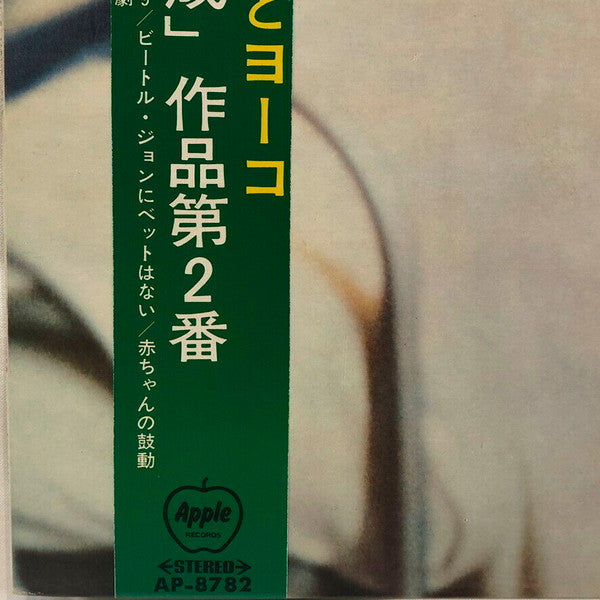 とヨーコ
」作品第2番
／ビートル・ジョンにベットはない／赤ちゃんの鼓動
劇
Apple
RECORDS
←STEREO→
AP-8782